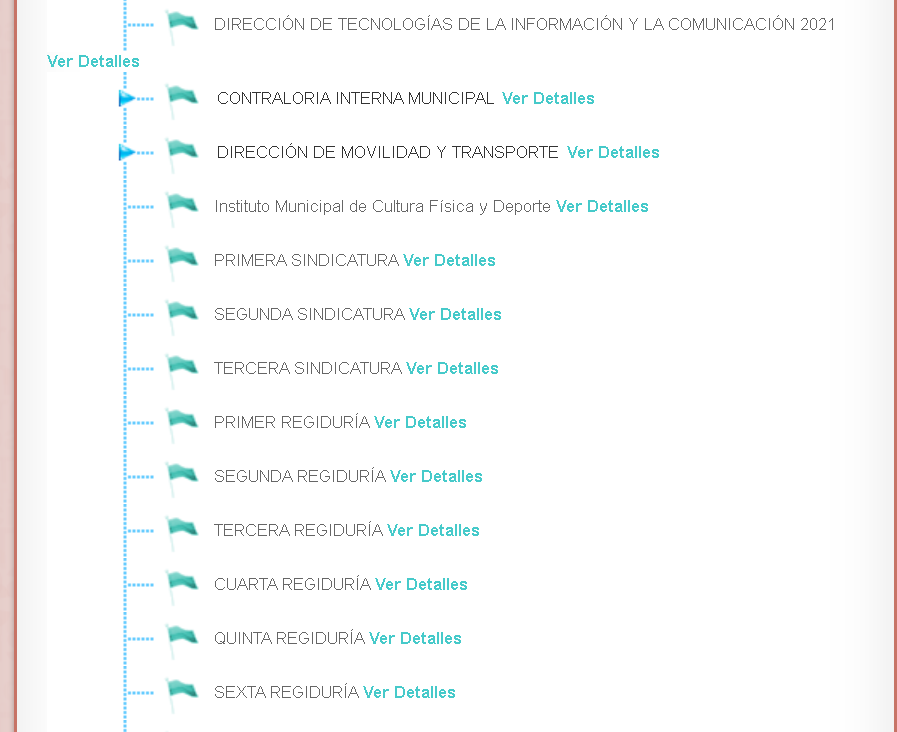 DIRECCIÓN DE TECNOLOGÍAS DE LA INFORMACIÓN Y LA COMUNICACIÓN 2021
Ver Detalles
CONTRALORIA INTERNA MUNICIPAL Ver Detalles
DIRECCIÓN DE MOVILIDAD Y TRANSPORTE Ver Detalles
Instituto Municipal de Cultura Física y Deporte Ver Detalles
PRIMERA SINDICATURA Ver Detalles
SEGUNDA SINDICATURA Ver Detalles
TERCERA SINDICATURA Ver Detalles
PRIMER REGIDURÍA Ver Detalles
SEGUNDA REGIDURÍA Ver Detalles
TERCERA REGIDURÍA Ver Detalles
CUARTA REGIDURÍA Ver Detalles
QUINTA REGIDURÍA Ver Detalles
SEXTA REGIDURÍA Ver Detalles